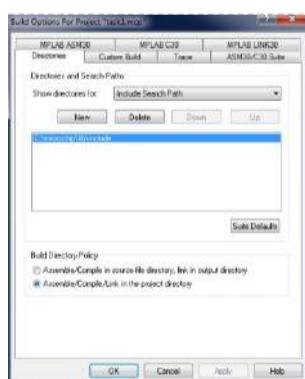 Build Options For Project "task1.mcp"
MPLAB ASM30 MPLAB C30 MPLAB LINK30
Directories Custom Build Trace ASM30/C30 Suite
Directories and Search Paths
Show directories for: Include Search Path
New Delete Down Up
Suite Defaults
Build Directory Policy
Assemble/Compile in source-file directory, link in output directory
Assemble/Compile/Link in the project directory
OK Cancel Apply Help